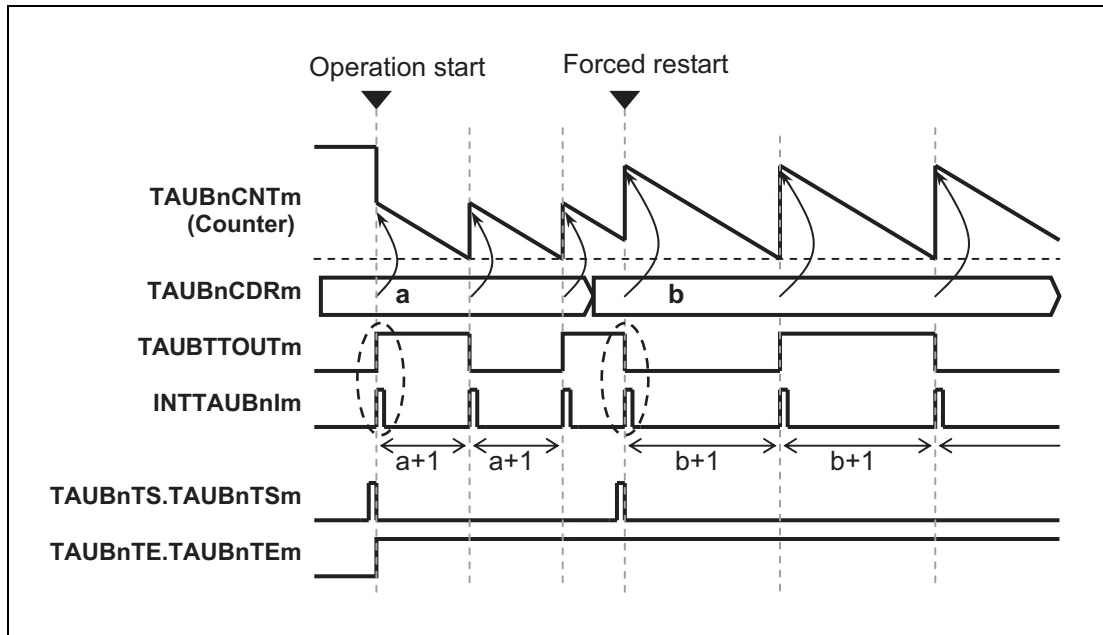 Operation start
Forced restart
TAUBnCNTm
(Counter)
TAUBnCDRm
a
b
TAUBTTOUTm
INTTAUBnIm
a+1
a+1
b+1
b+1
TAUBnTS.TAUBnTSm
TAUBnTE.TAUBnTEm